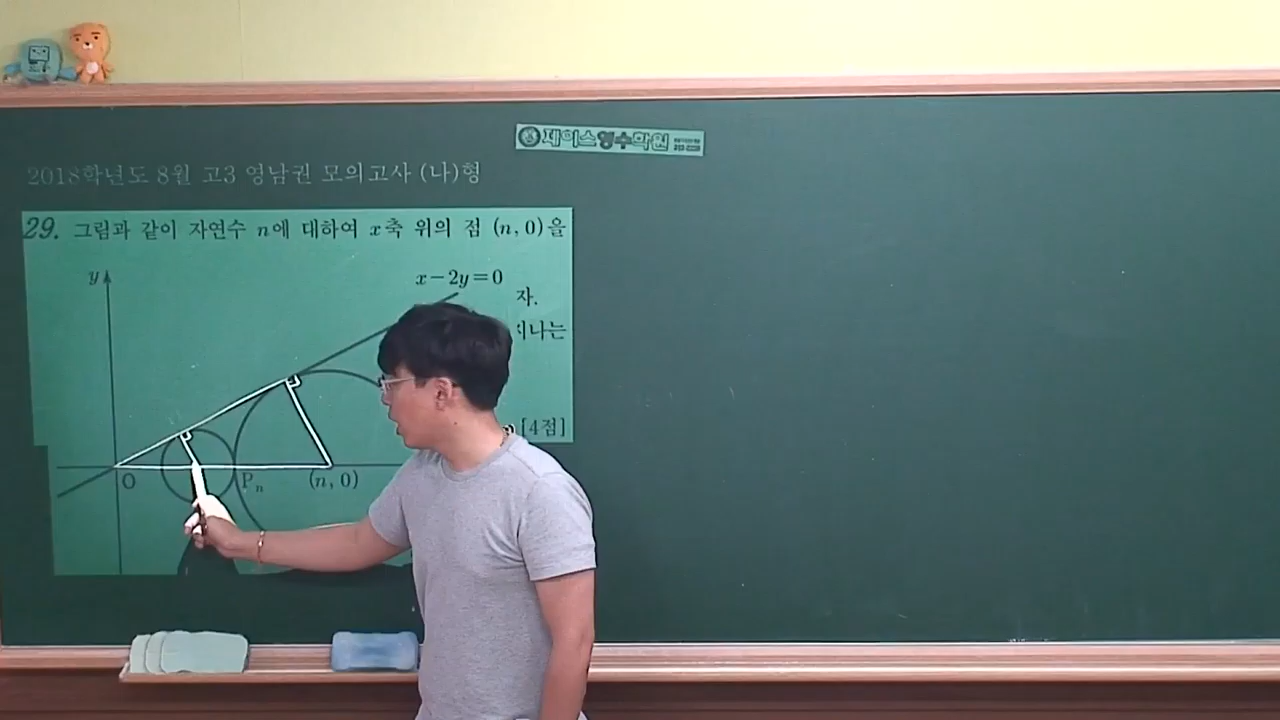 제이스영수학원
2018학년도 8월 고3 영남권 모의고사 (나)형
29. 그림과 같이 자연수 n에 대하여 x축 위의 점 (n, 0)을
y
x-2y=0
자.
지나는
[4점]
O
Pn
(n, 0)